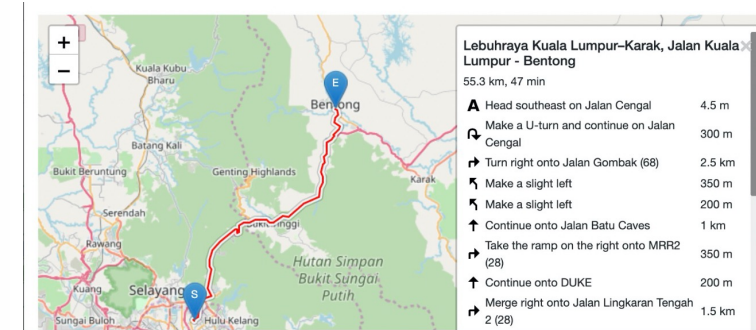 +
−
Kuala Kubu
Bharu
Batang Kali
Bukit Beruntung
Serendah
Rawang
Kuang
Selayang
Sungai Buloh
S
Hulu Kelang
Genting Highlands
Bukit Tinggi
Hutan Simpan
Bukit Sungai
Putih
E
Bentong
Karak
Lebuhraya Kuala Lumpur–Karak, Jalan Kuala
Lumpur - Bentong
×
55.3 km, 47 min
Head southeast on Jalan Cengal 4.5 m
Make a U-turn and continue on Jalan
Cengal 300 m
Turn right onto Jalan Gombak (68) 2.5 km
Make a slight left 350 m
Make a slight left 200 m
Continue onto Jalan Batu Caves 1 km
Take the ramp on the right onto MRR2
(28) 350 m
Continue onto DUKE 200 m
Merge right onto Jalan Lingkaran Tengah
2 (28) 1.5 km